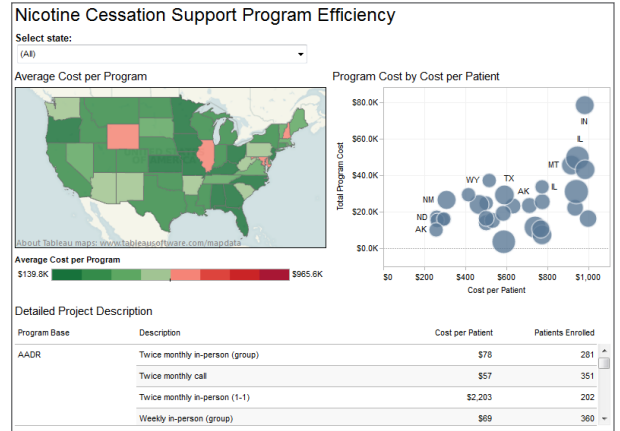 Nicotine Cessation Support Program Efficiency
Select state:
(All)
Average Cost per Program
About Tableau maps: www.tableausoftware.com/mapdata
Average Cost per Program
$139.8K $965.6K
Program Cost by Cost per Patient
Total Program Cost
$80.0K
$60.0K
$40.0K
$20.0K
$0.0K
IN
IL
MT
WY
TX
AK
IL
NM
ND
AK
$0 $200 $400 $600 $800 $1,000
Cost per Patient
Detailed Project Description
Program Base Description Cost per Patient Patients Enrolled
AADR Twice monthly in-person (group) $78 281
Twice monthly call $57 351
Twice monthly in-person (1-1) $2,203 202
Weekly in-person (group) $69 360